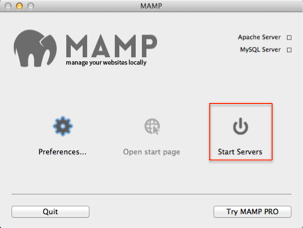 MAMP
Apache Server
MySQL Server
MAMP
manage your websites locally
Preferences...
Open start page
Start Servers
Quit
Try MAMP PRO